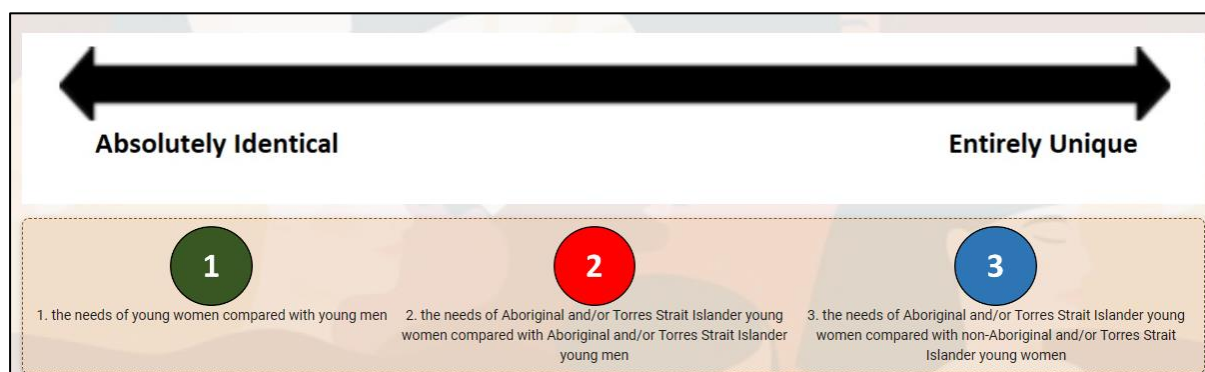 Absolutely Identical
Entirely Unique
1
2
3
1. the needs of young women compared with young men
2. the needs of Aboriginal and/or Torres Strait Islander young
women compared with Aboriginal and/or Torres Strait Islander
young men
3. the needs of Aboriginal and/or Torres Strait Islander young
women compared with non-Aboriginal and/or Torres Strait
Islander young women